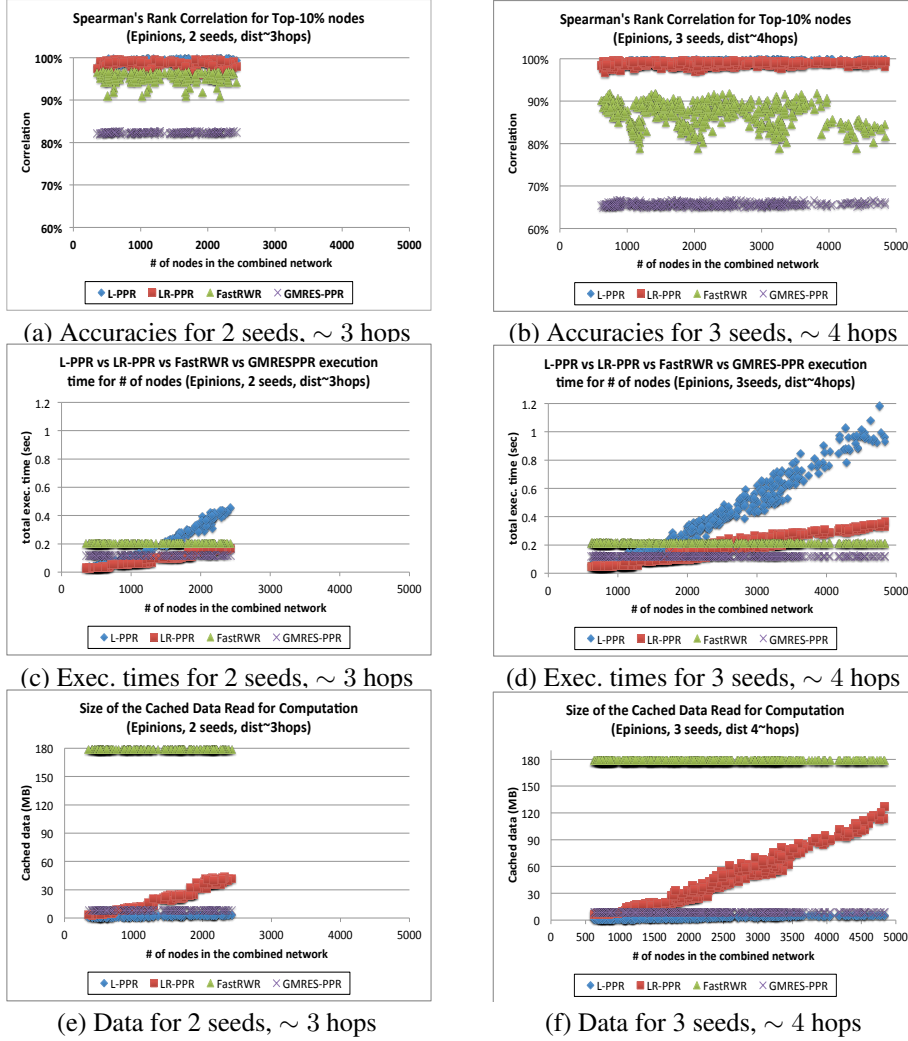 Spearman's Rank Correlation for Top-10% nodes
(Epinions, 2 seeds, dist~3hops)
100%
90%
80%
70%
60%
Correlation
0 1000 2000 3000 4000 5000
# of nodes in the combined network
L-PPR LR-PPR FastRWR GMRES-PPR
(a) Accuracies for 2 seeds, ∼ 3 hops
Spearman's Rank Correlation for Top-10% nodes
(Epinions, 3 seeds, dist~4hops)
100%
90%
80%
70%
60%
Correlation
0 1000 2000 3000 4000 5000
# of nodes in the combined network
L-PPR LR-PPR FastRWR GMRES-PPR
(b) Accuracies for 3 seeds, ∼ 4 hops
L-PPR vs LR-PPR vs FastRWR vs GMRESPPR execution
time for # of nodes (Epinions, 2 seeds, dist~3hops)
1.2
1
0.8
0.6
0.4
0.2
0
total exec. time (sec)
0 1000 2000 3000 4000 5000
# of nodes in the combined network
L-PPR LR-PPR FastRWR GMRES-PPR
(c) Exec. times for 2 seeds, ∼ 3 hops
L-PPR vs LR-PPR vs FastRWR vs GMRES-PPR execution
time for # of nodes (Epinions, 3seeds, dist~4hops)
1.2
1
0.8
0.6
0.4
0.2
0
total exec. time (sec)
0 1000 2000 3000 4000 5000
# of nodes in the combined network
L-PPR LR-PPR FastRWR GMRES-PPR
(d) Exec. times for 3 seeds, ∼ 4 hops
Size of the Cached Data Read for Computation
(Epinions, 2 seeds, dist~3hops)
180
150
120
90
60
30
0
Cached data (MB)
0 1000 2000 3000 4000 5000
# of nodes in the combined network
L-PPR LR-PPR FastRWR GMRES-PPR
(e) Data for 2 seeds, ∼ 3 hops
Size of the Cached Data Read for Computation
(Epinions, 3 seeds, dist 4~hops)
180
150
120
90
60
30
0
Cached data (MB)
0 500 1000 1500 2000 2500 3000 3500 4000 4500 5000
# of nodes in the combined network
L-PPR LR-PPR FastRWR GMRES-PPR
(f) Data for 3 seeds, ∼ 4 hops